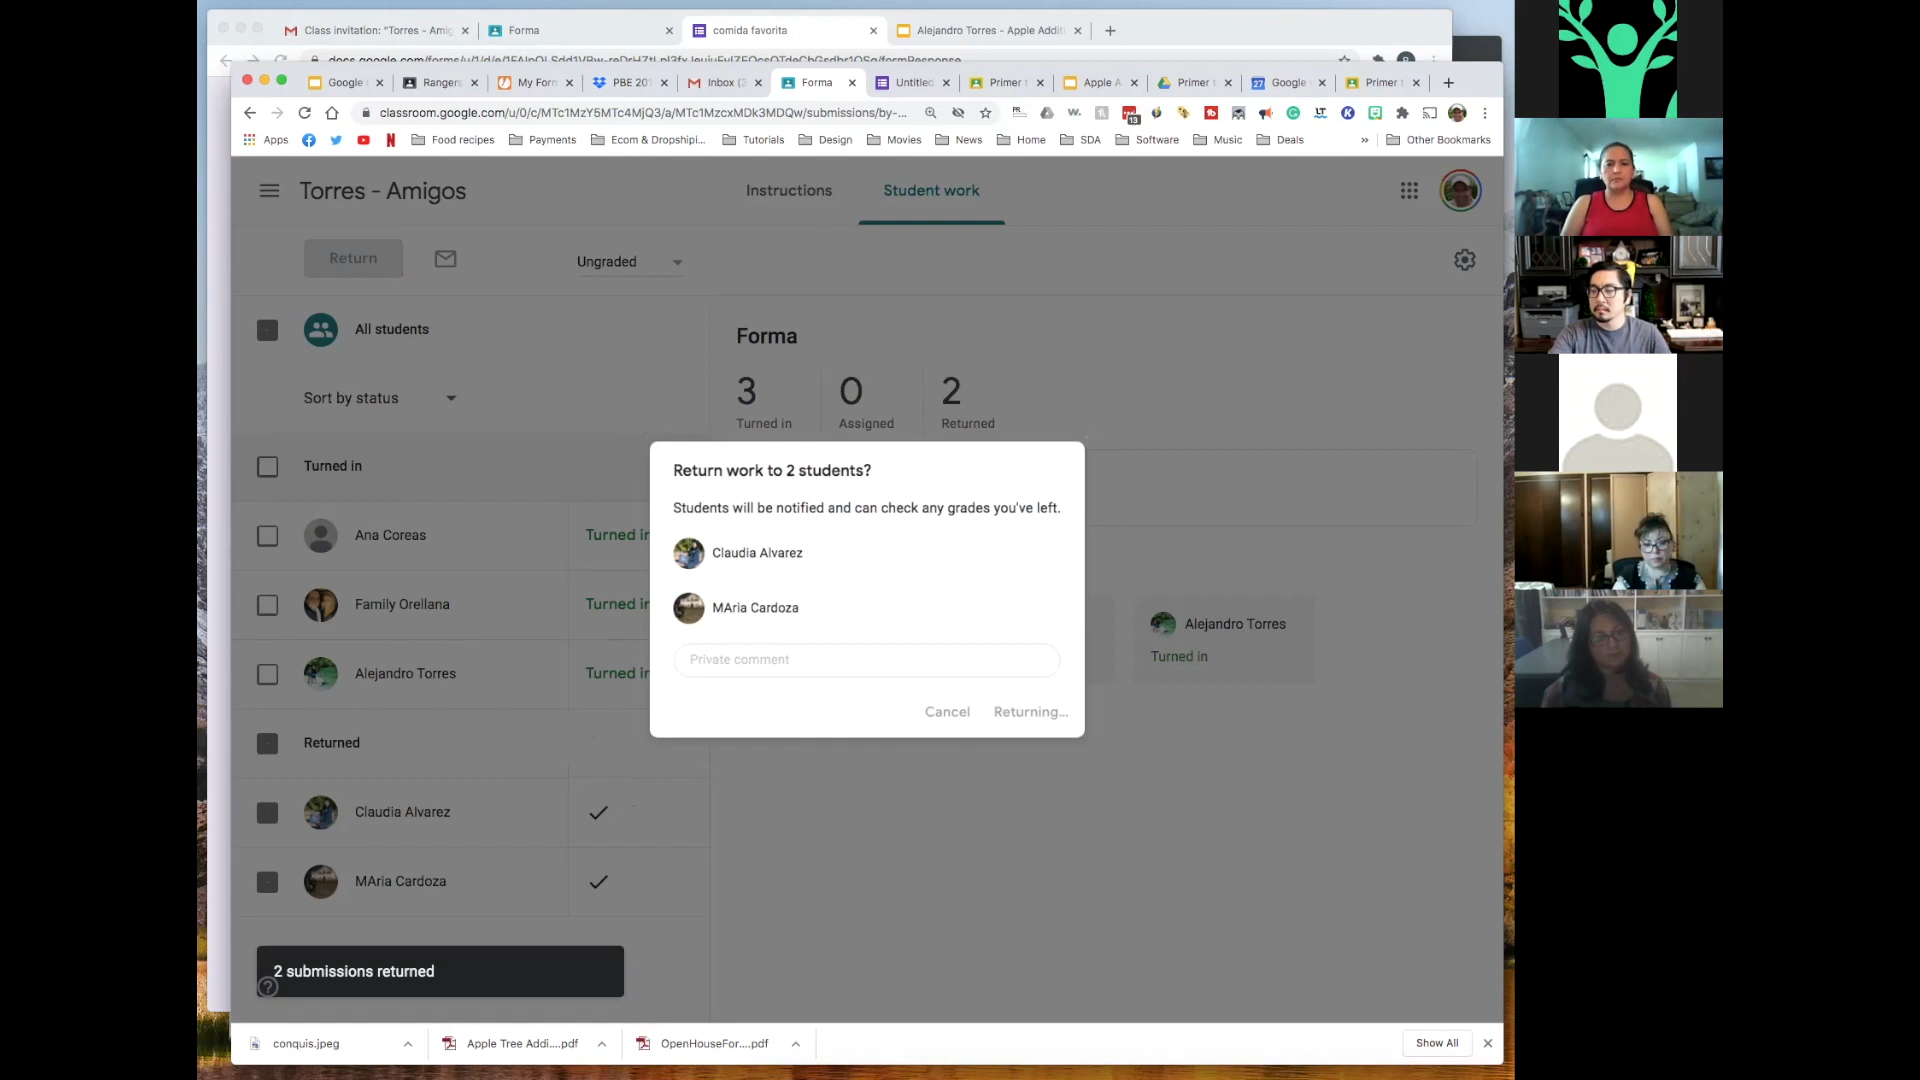 Class invitation: "Torres - Amig
Forma
comida favorita
Alejandro Torres - Apple Addit
Google
Rangers
My Form
PBE 201
Inbox (3
Forma
Untitled
Primer t
Apple A
Primer t
Google
Primer t
classroom.google.com/u/0/c/MTc1MzY5MTc4MjQ3/a/MTc1MzcxMDk3MDQw/submissions/by-...
Apps
Food recipes
Payments
Ecom & Dropshipi...
Tutorials
Design
Movies
News
Home
SDA
Software
Music
Deals
»
Other Bookmarks
Torres - Amigos
Instructions
Student work
Return
Ungraded
All students
Forma
3
0
2
Turned in
Assigned
Returned
Sort by status
Turned in
Ana Coreas
Turned in
Family Orellana
Turned in
Alejandro Torres
Turned in
Return work to 2 students?
Students will be notified and can check any grades you've left.
Claudia Alvarez
MAria Cardoza
Private comment
Cancel
Returning...
Alejandro Torres
Turned in
Returned
Claudia Alvarez
MAria Cardoza
2 submissions returned
conquis.jpeg
Apple Tree Addi....pdf
OpenHouseFor....pdf
Show All